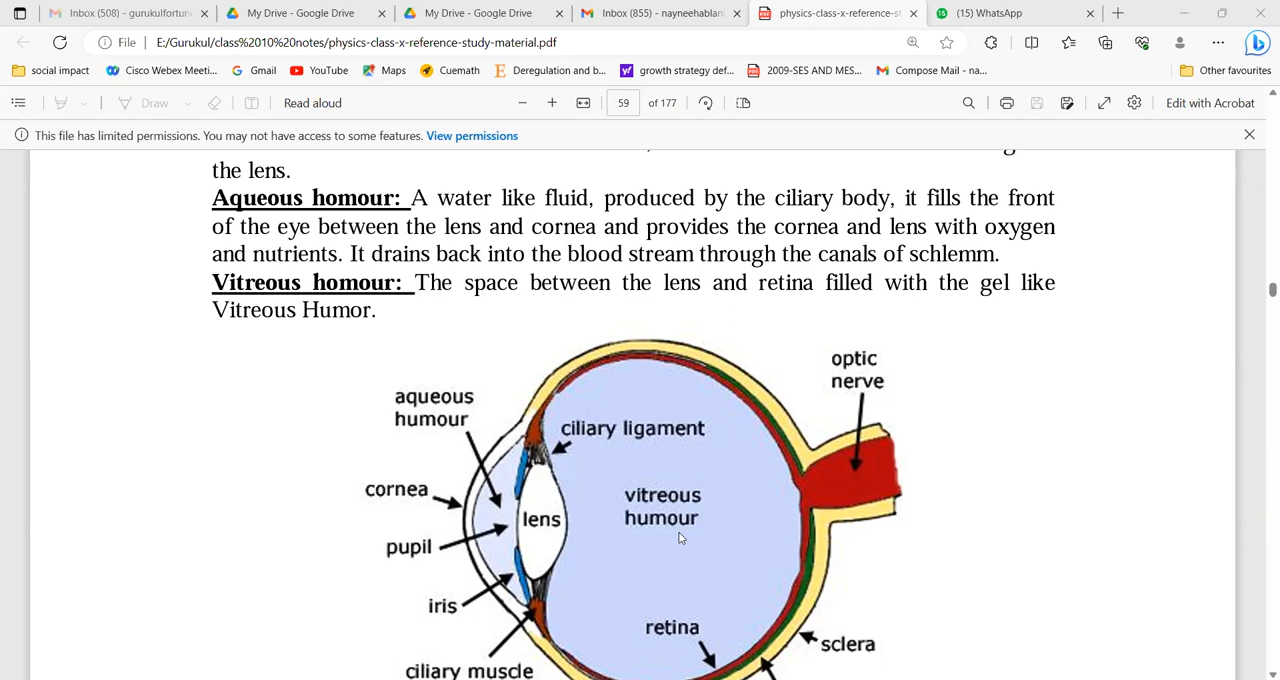 Inbox (508) - gurukulfortun
My Drive - Google Drive
My Drive - Google Drive
Inbox (855) - nayneehablani
physics-class-x-reference-st
(15) WhatsApp
File
E:/Gurukul/class%2010%20notes/physics-class-x-reference-study-material.pdf
social impact
Cisco Webex Meeti...
Gmail
YouTube
Maps
Cuemath
Deregulation and b...
growth strategy def...
2009-SES AND MES...
Compose Mail - na...
Other favourites
Draw
Read aloud
59 of 177
Edit with Acrobat
This file has limited permissions. You may not have access to some features. View permissions
the lens.
Aqueous homour: A water like fluid, produced by the ciliary body, it fills the front
of the eye between the lens and cornea and provides the cornea and lens with oxygen
and nutrients. It drains back into the blood stream through the canals of schlemm.
Vitreous homour: The space between the lens and retina filled with the gel like
Vitreous Humor.
optic
nerve
aqueous
humour
ciliary ligament
cornea
vitreous
humour
lens
pupil
iris
retina
sclera
ciliary muscle